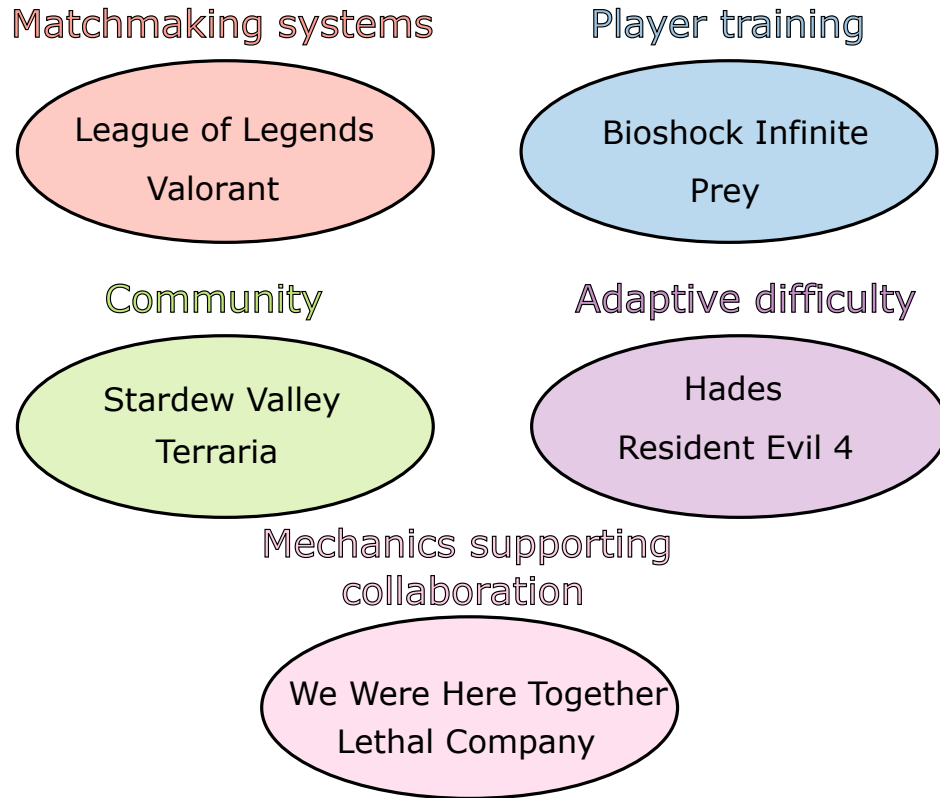 Matchmaking systems
League of Legends
Valorant
Player training
Bioshock Infinite
Prey
Community
Stardew Valley
Terraria
Adaptive difficulty
Hades
Resident Evil 4
Mechanics supporting
collaboration
We Were Here Together
Lethal Company